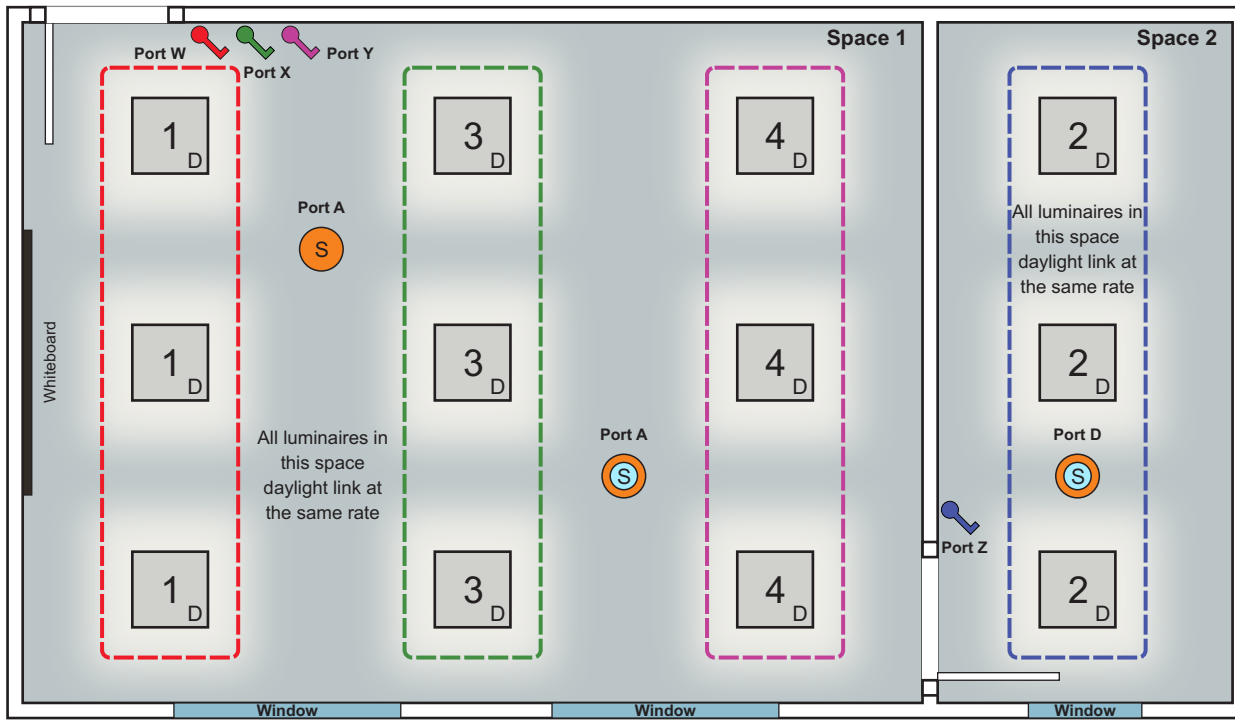 Space 1
Space 2
Port W
Port X
Port Y
1
D
3
D
4
D
2
D
Port A
S
All luminaires in
this space
daylight link at
the same rate
Whiteboard
1
D
3
D
4
D
2
D
Port A
S
Port D
S
All luminaires in
this space
daylight link at
the same rate
Port Z
1
D
3
D
4
D
2
D
Window
Window
Window